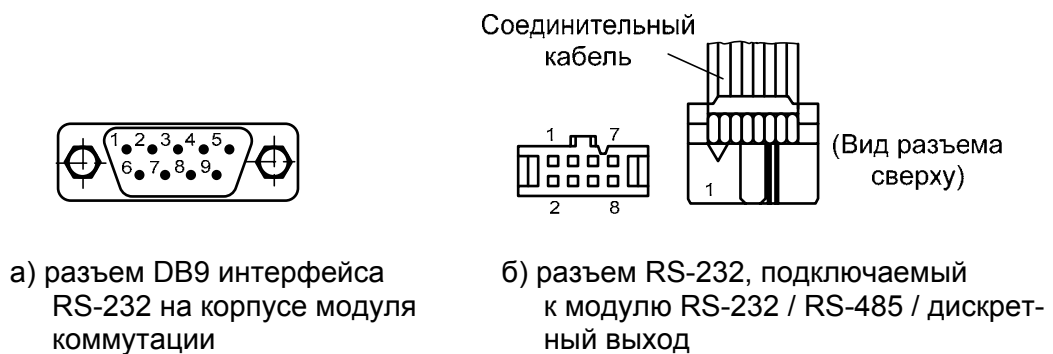 Соединительный
кабель
1 2 3 4 5
6 7 8 9
1 7
2 8
1
(Вид разъема
сверху)
а) разъем DB9 интерфейса
RS-232 на корпусе модуля
коммутации
б) разъем RS-232, подключаемый
к модулю RS-232 / RS-485 / дискрет-
ный выход